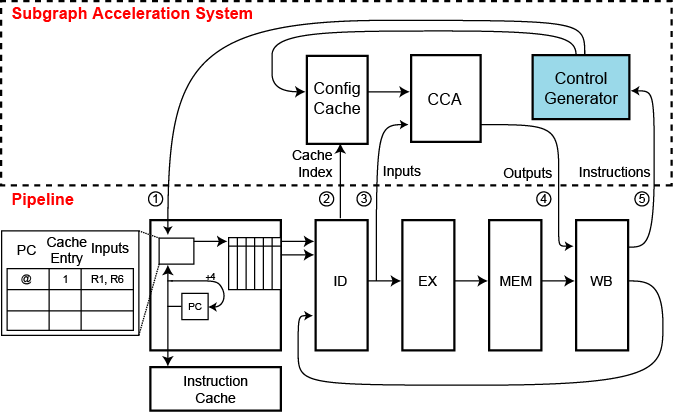 Subgraph Acceleration System
Config
Cache
CCA
Control
Generator
Cache
Index
Inputs
Outputs
Instructions
Pipeline
①
②
③
④
⑤
PC
Cache
Entry
Inputs
@
1
R1, R6
+4
PC
ID
EX
MEM
WB
Instruction
Cache